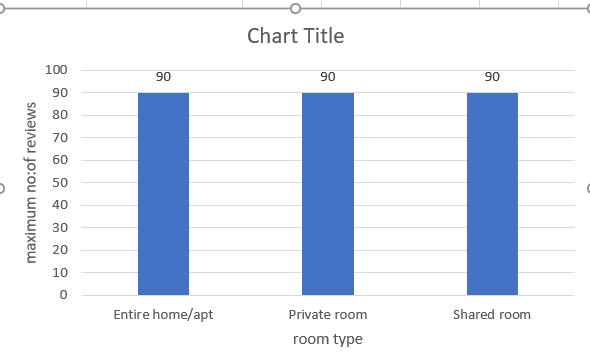 Chart Title
maximum no:of reviews
100
90
80
70
60
50
40
30
20
10
0
90 90 90
Entire home/apt Private room Shared room
room type